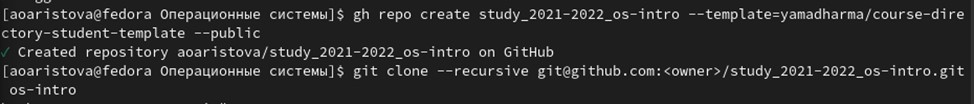 [aoaristova@fedora Операционные системы]$ gh repo create study_2021-2022_os-intro --template=yamadharma/course-dire
ctory-student-template --public
✓ Created repository aoaristova/study_2021-2022_os-intro on GitHub
[aoaristova@fedora Операционные системы]$ git clone --recursive git@github.com:<owner>/study_2021-2022_os-intro.git
 os-intro